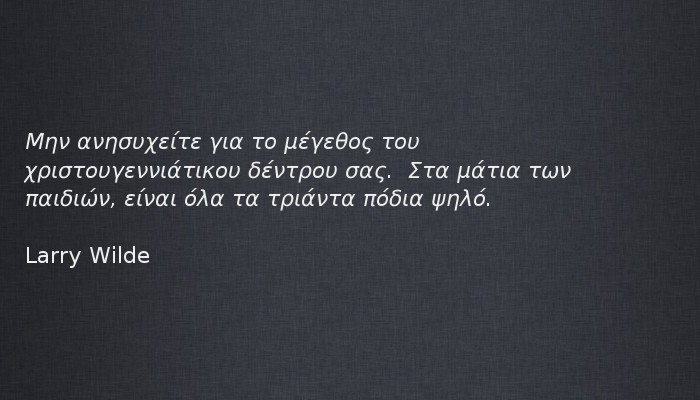 Μην ανησυχείτε για το μέγεθος του
χριστουγεννιάτικου δέντρου σας.  Στα μάτια των
παιδιών, είναι όλα τα τριάντα πόδια ψηλό.
Larry Wilde